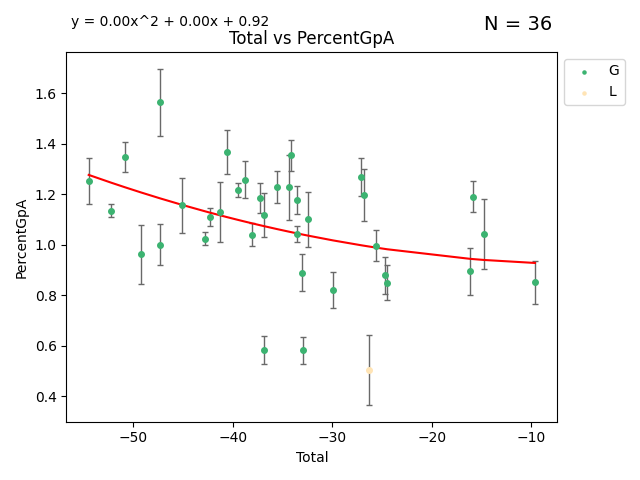 y = 0.00x^2 + 0.00x + 0.92
N = 36
Total vs PercentGpA
G
L
PercentGpA
1.6
1.4
1.2
1.0
0.8
0.6
0.4
−50 −40 −30 −20 −10
Total